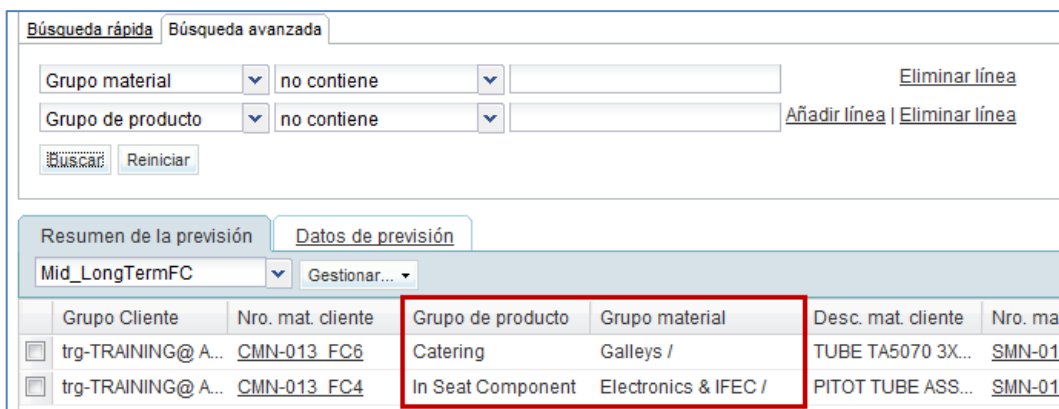 Búsqueda rápida Búsqueda avanzada
Grupo material no contiene Eliminar línea
Grupo de producto no contiene Añadir línea | Eliminar línea
Buscar Reiniciar
Resumen de la previsión Datos de previsión
Mid_LongTermFC Gestionar...
Grupo Cliente Nro. mat. cliente Grupo de producto Grupo material Desc. mat. cliente Nro. ma
trg-TRAINING@ A... CMN-013_FC6 Catering Galleys / TUBE TA5070 3X... SMN-01
trg-TRAINING@ A... CMN-013_FC4 In Seat Component Electronics & IFEC / PITOT TUBE ASS... SMN-01